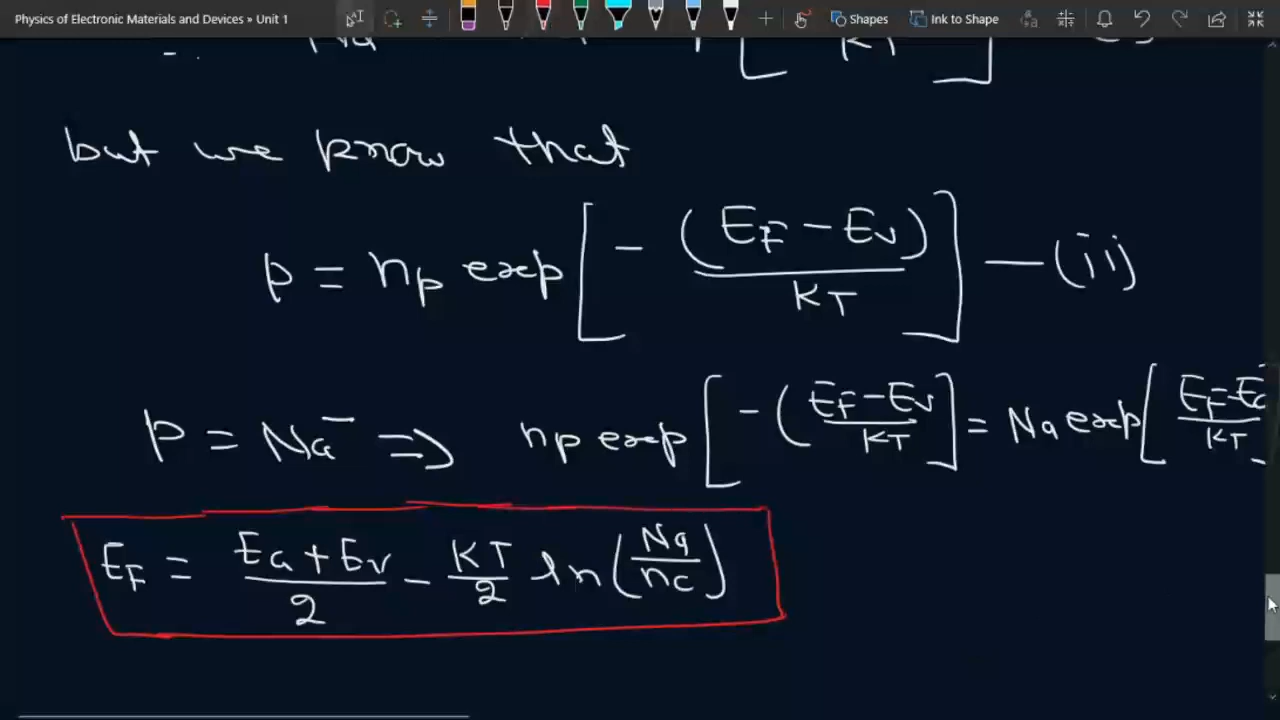 Physics of Electronic Materials and Devices » Unit 1
Shapes
Ink to Shape
Na
KT
but we know that
p = np exp [ - (EF - Ev) / KT ] — (ii)
p = Na⁻ ⇒ np exp [ - ( EF - Ev / KT ] = Na exp [ EF - Ea / KT
EF = Ea + Ev / 2 - KT / 2 ln ( Na / nc )